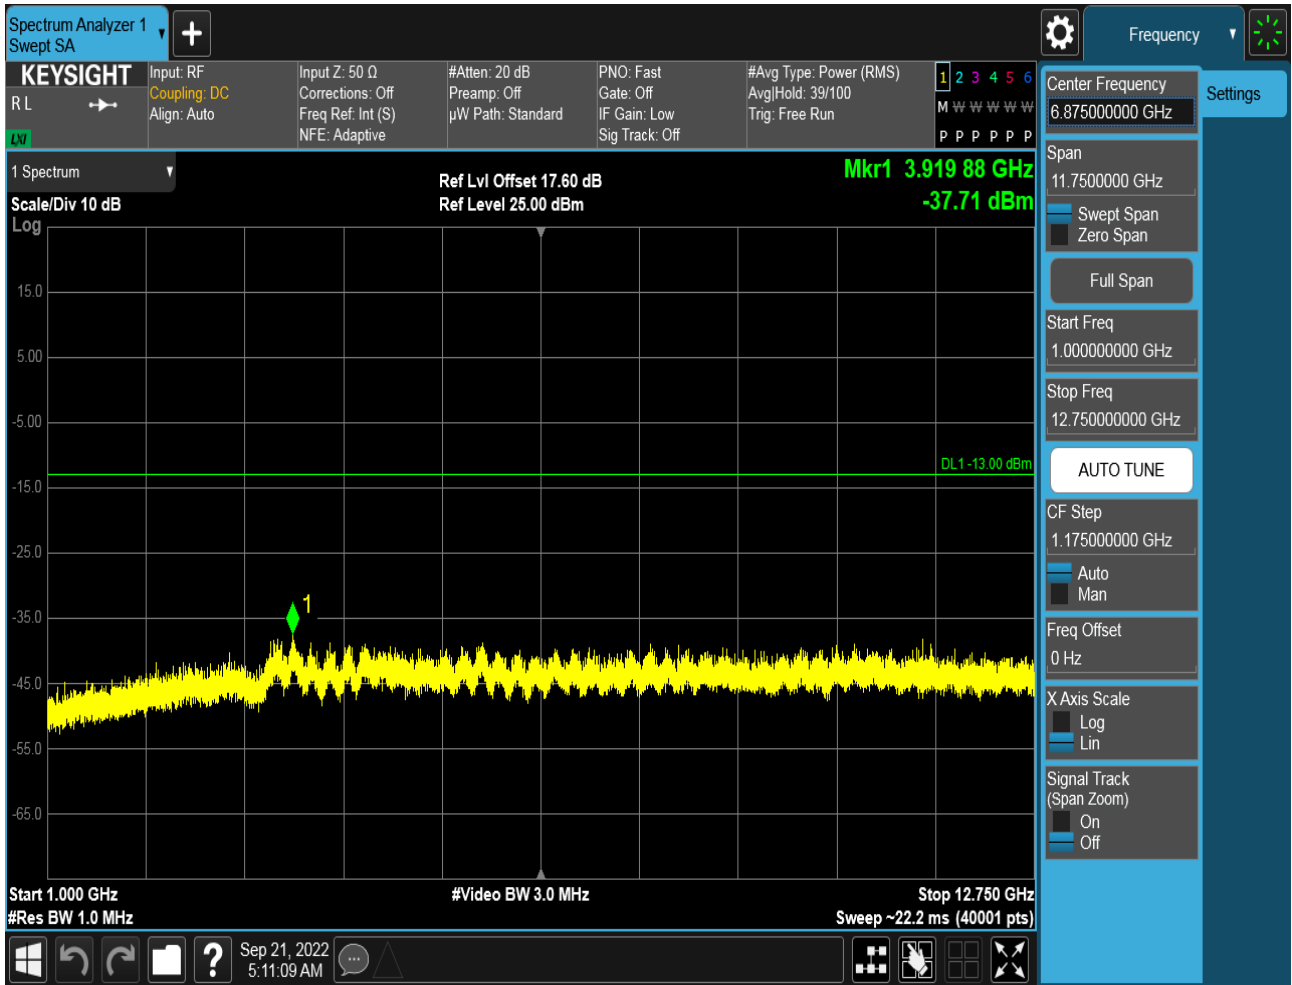 Spectrum Analyzer 1
Swept SA
Frequency
KEYSIGHT
R L
LXI
Input: RF
Coupling: DC
Align: Auto
Input Z: 50 Ω
Corrections: Off
Freq Ref: Int (S)
NFE: Adaptive
#Atten: 20 dB
Preamp: Off
µW Path: Standard
PNO: Fast
Gate: Off
IF Gain: Low
Sig Track: Off
#Avg Type: Power (RMS)
Avg|Hold: 39/100
Trig: Free Run
1 2 3 4 5 6
M W W W W W
P P P P P P
1 Spectrum
Scale/Div 10 dB
Log
Ref Lvl Offset 17.60 dB
Ref Level 25.00 dBm
Mkr1 3.919 88 GHz
-37.71 dBm
15.0
5.00
-5.00
DL1 -13.00 dBm
-15.0
-25.0
1
-35.0
-45.0
-55.0
-65.0
Start 1.000 GHz
#Video BW 3.0 MHz
Stop 12.750 GHz
#Res BW 1.0 MHz
Sweep ~22.2 ms (40001 pts)
Sep 21, 2022
5:11:09 AM
Center Frequency
6.875000000 GHz
Settings
Span
11.7500000 GHz
Swept Span
Zero Span
Full Span
Start Freq
1.000000000 GHz
Stop Freq
12.750000000 GHz
AUTO TUNE
CF Step
1.175000000 GHz
Auto
Man
Freq Offset
0 Hz
X Axis Scale
Log
Lin
Signal Track
(Span Zoom)
On
Off